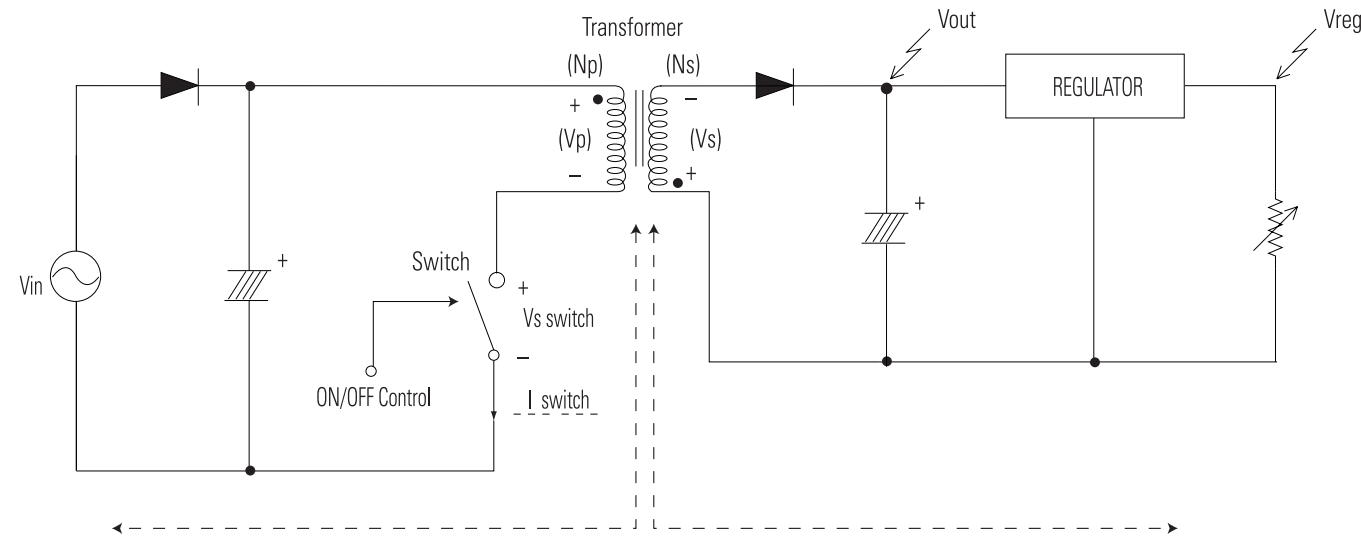 Transformer
Vout
Vreg
(Np)
(Ns)
REGULATOR
+
–
(Vp)
(Vs)
–
+
+
+
Vin
Switch
+
Vs switch
–
ON/OFF Control
I switch